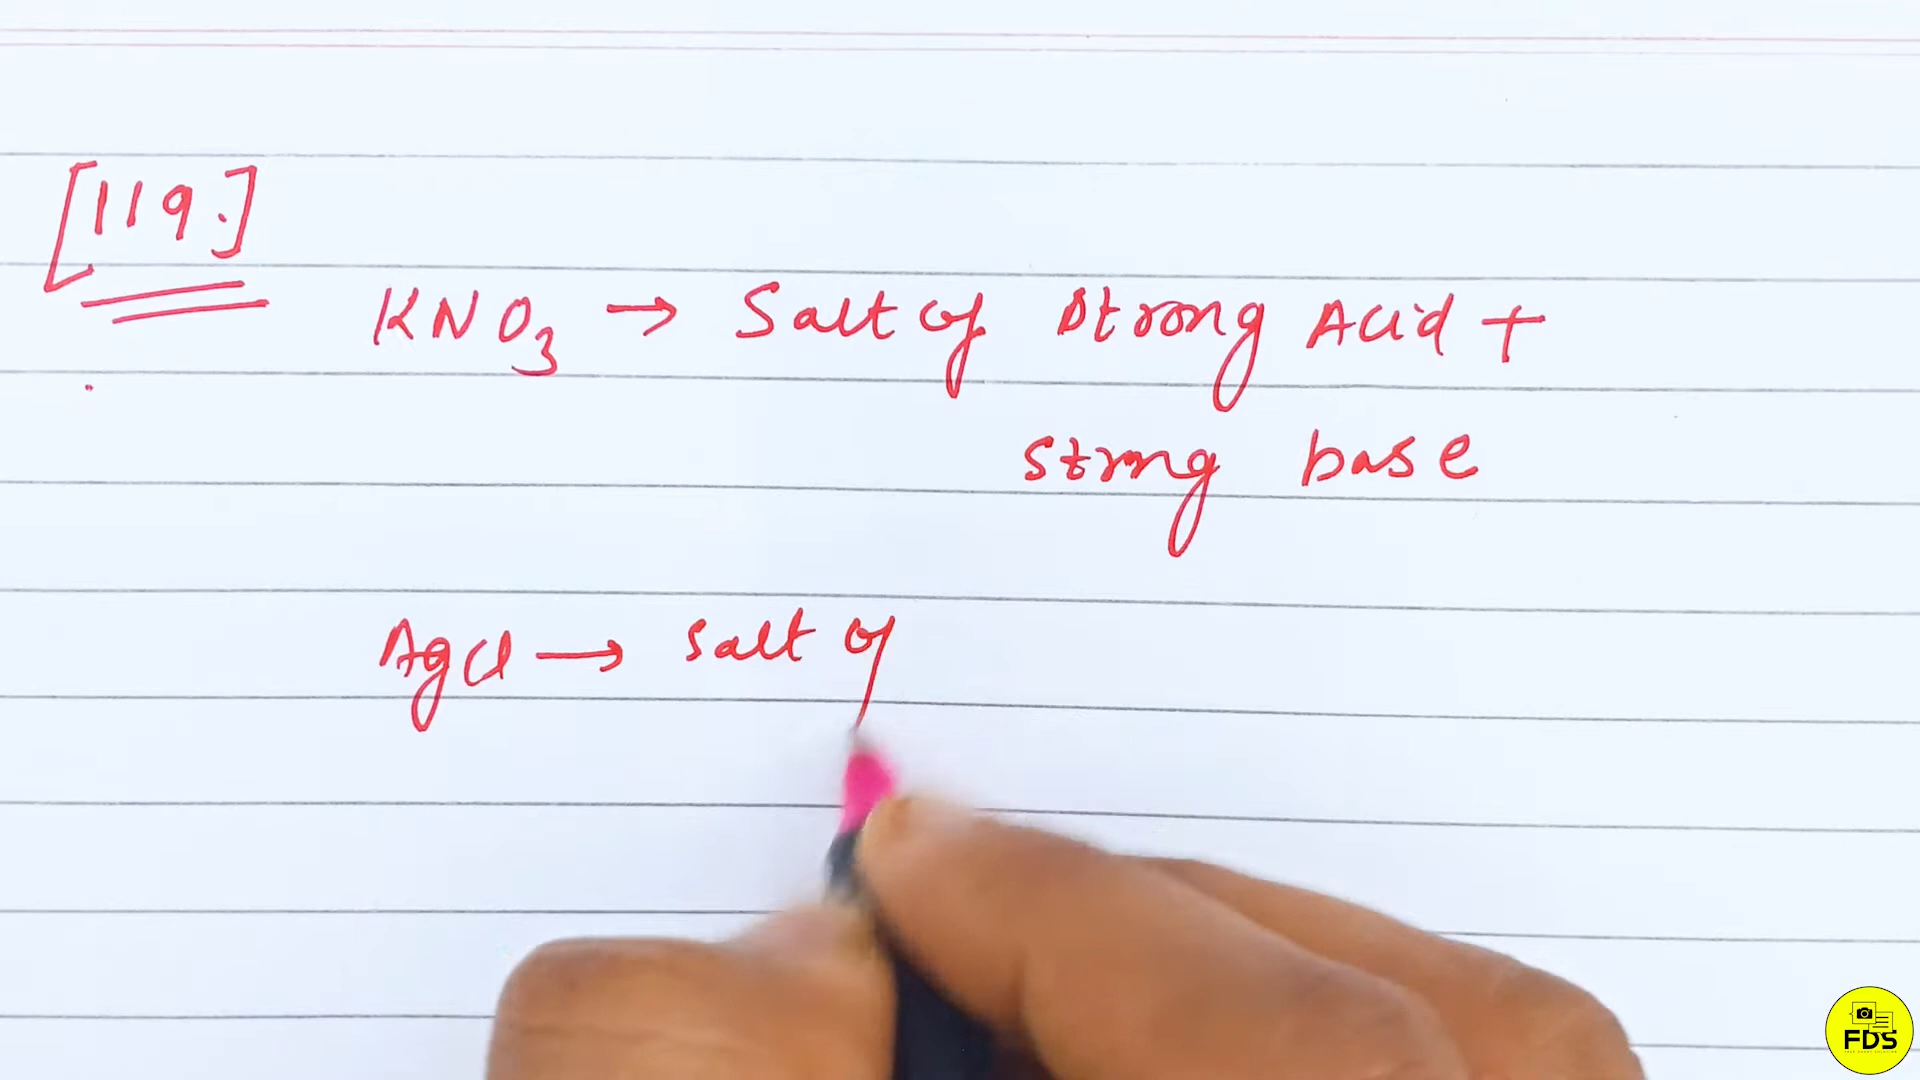 [119.]
KNO3 → Salt of Strong Acid +
strong base
AgCl → Salt of
FDS